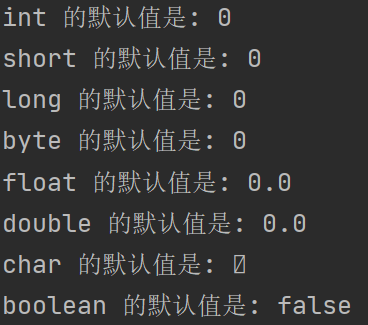 int 的默认值是: 0
short 的默认值是: 0
long 的默认值是: 0
byte 的默认值是: 0
float 的默认值是: 0.0
double 的默认值是: 0.0
char 的默认值是:
boolean 的默认值是: false